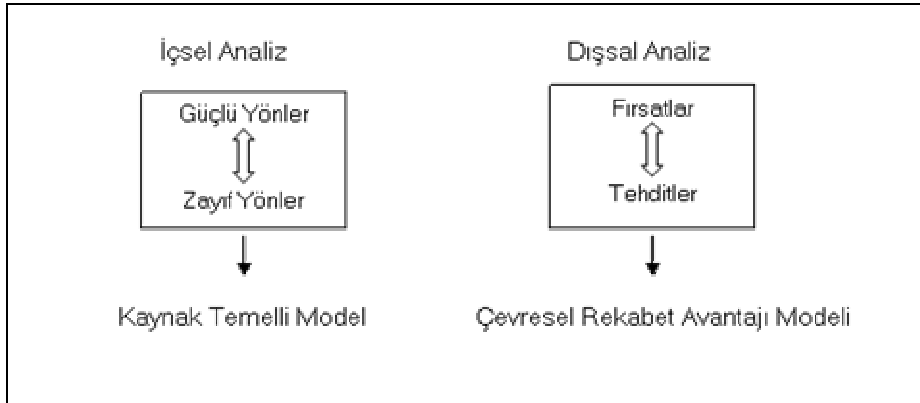 İçsel Analiz
Güçlü Yönler
Zayıf Yönler
Kaynak Temelli Model
Dışsal Analiz
Fırsatlar
Tehditler
Çevresel Rekabet Avantajı Modeli